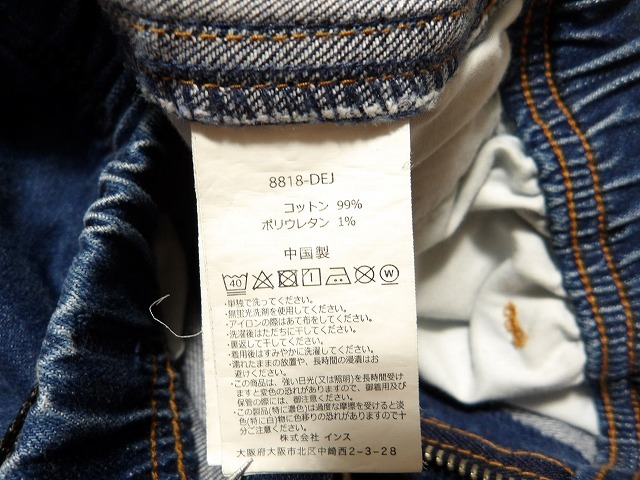 8818-DEJ
コットン 99%
ポリウレタン 1%
中国製
40 W
・単独で洗ってください。
・無蛍光洗剤を使用してください。
・アイロンの際はあて布をしてください。
・洗濯後はただちに干してください。
・裏返して干してください。
・着用後はすみやかに洗濯してください。
・濡れたままの放置や、長時間の浸漬はお
避けください。
・この商品は、強い日光(又は照明)を長時間受け
ますと変色の恐れがありますので、御着用及び
保管の際には、御注意ください。
・この製品(特に濃色)は過度な摩擦を受けると淡
色(特に白)物に色移りの恐れがありますので十
分ご注意ください。
株式会社 インス
大阪府大阪市北区中崎西2-3-28